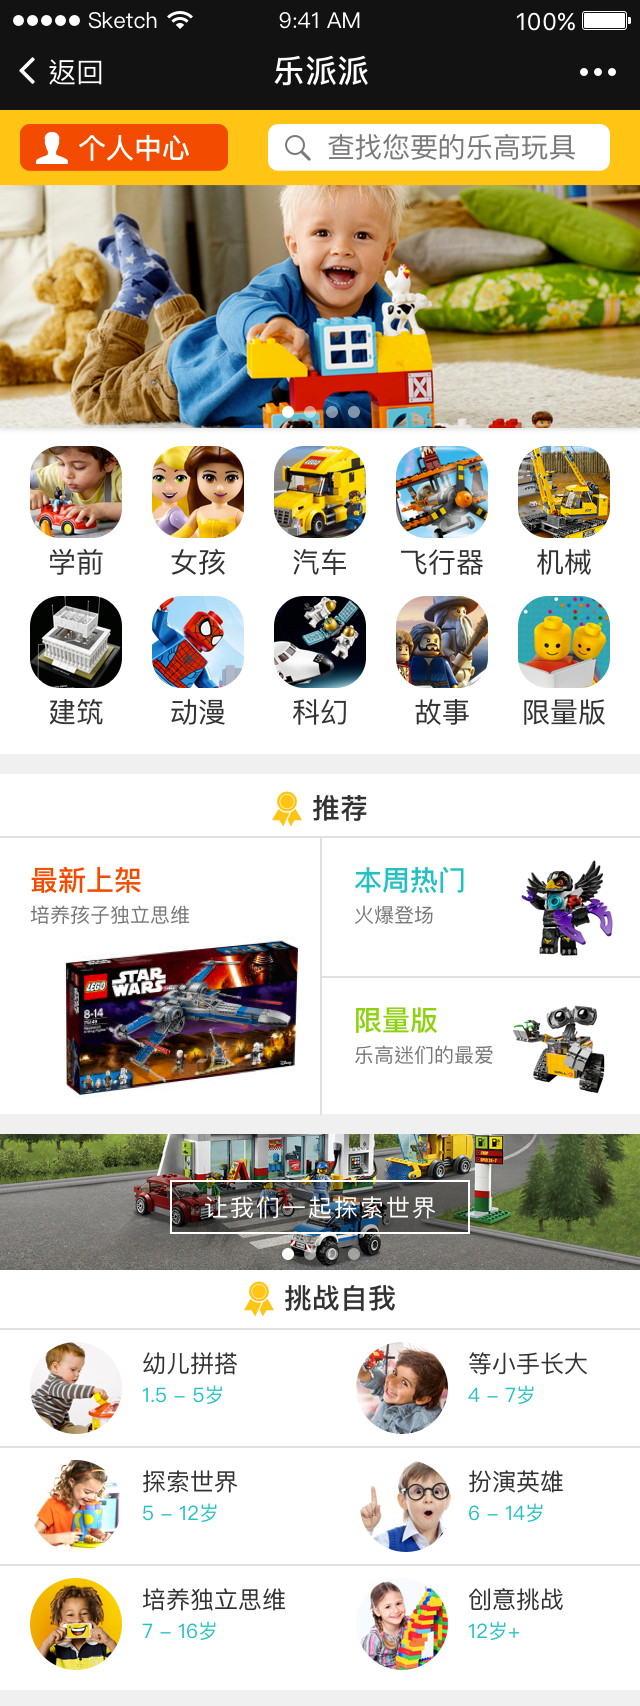 Sketch 9:41 AM 100%
返回 乐派派
个人中心 查找您要的乐高玩具
学前 女孩 汽车 飞行器 机械
建筑 动漫 科幻 故事 限量版
推荐
最新上架
培养孩子独立思维
LEGO STAR WARS
8-14
本周热门
火爆登场
限量版
乐高迷们的最爱
让我们一起探索世界
挑战自我
幼儿拼搭 等小手长大
1.5 – 5岁 4 – 7岁
探索世界 扮演英雄
5 – 12岁 6 – 14岁
培养独立思维 创意挑战
7 – 16岁 12岁+